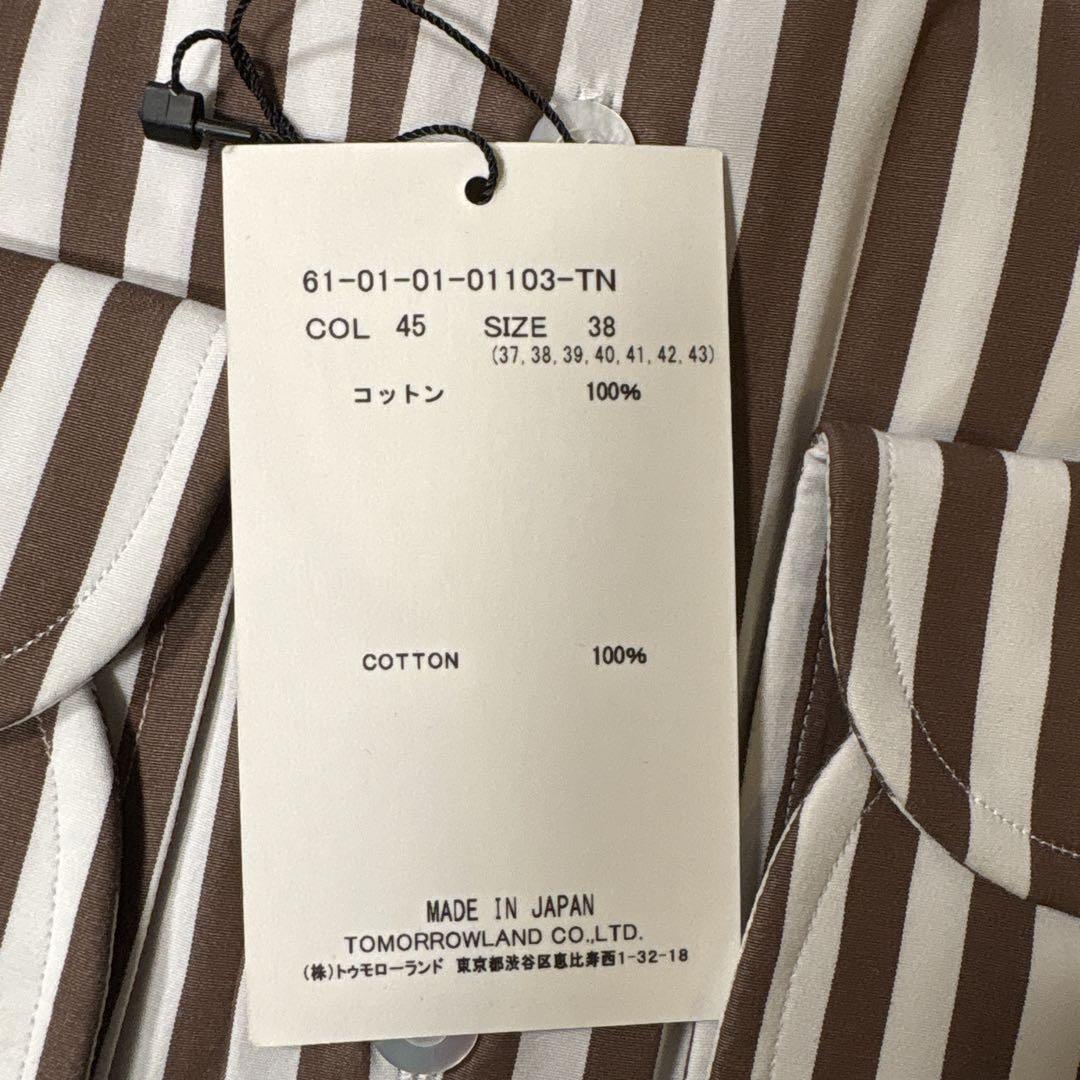 61-01-01-01103-TN
COL 45 SIZE 38
(37,38,39,40,41,42,43)
コットン 100%
COTTON 100%
MADE IN JAPAN
TOMORROWLAND CO.,LTD.
(株)トゥモローランド 東京都渋谷区恵比寿西1-32-18